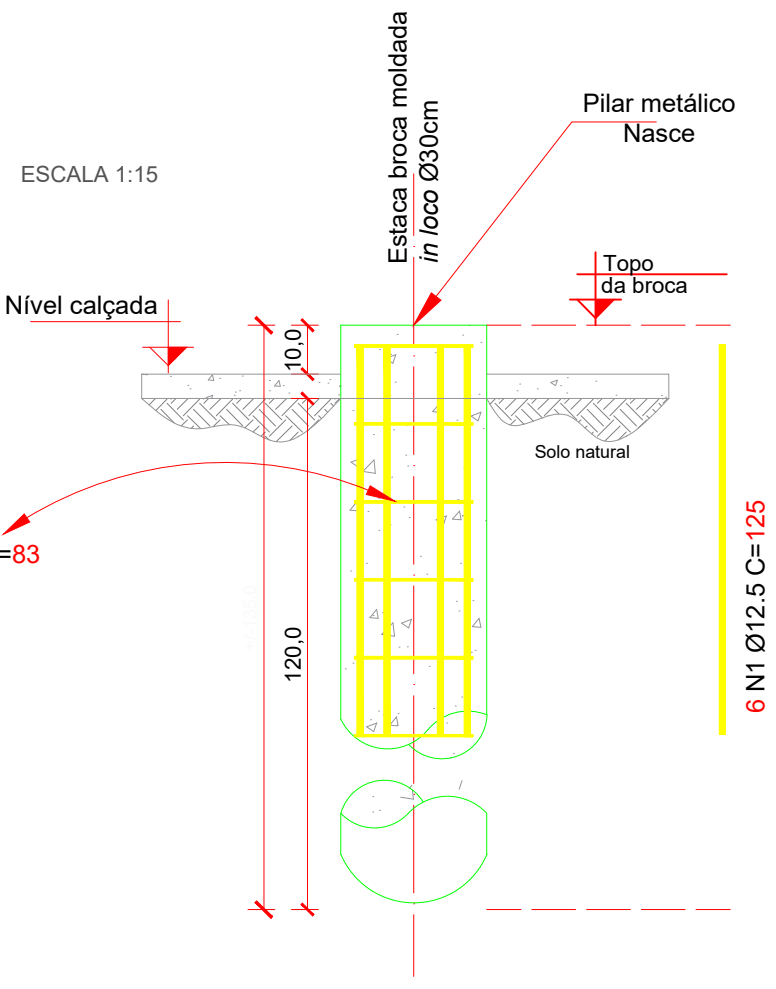 Estaca broca moldada
in loco Ø30cm
Pilar metálico
Nasce
ESCALA 1:15
Topo
da broca
Nível calçada
10,0
Solo natural
=83
120,0
6 N1 Ø12.5 C=125